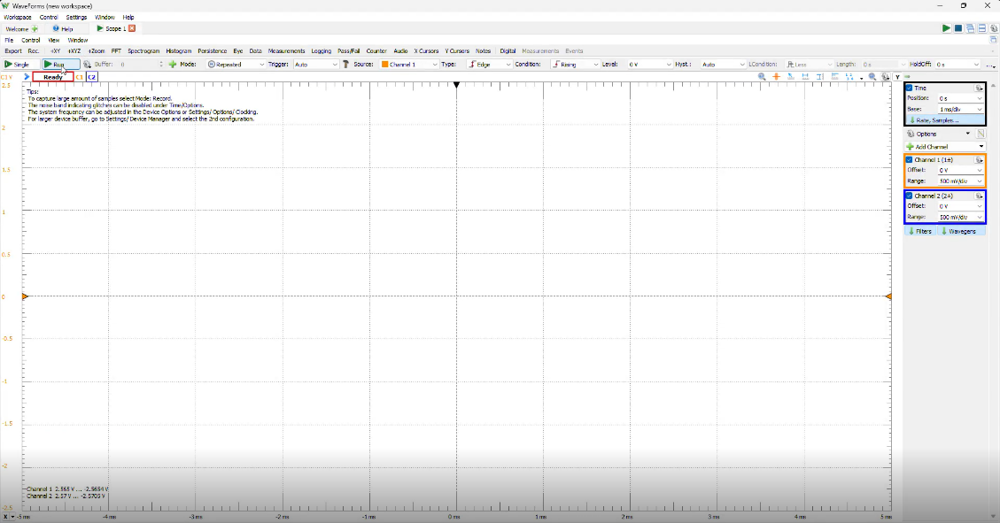 WaveForms (new workspace)
Workspace Control Settings Window Help
Welcome Help Scope 1
File Control View Window
Export Rec. +XY +XYZ +Zoom FFT Spectrogram Histogram Persistence Eye Data Measurements Logging Pass/Fail Counter Audio X Cursors Y Cursors Notes Digital Measurements Events
Single Run Buffer: 0 Mode: Repeated Trigger: Auto Source: Channel 1 Type: Edge Condition: Rising Level: 0 V Hyst.: Auto LCondition: Less Length: 0 s HoldOff: 0 s ...
C1 V Ready C1 C2 Y
Tips:
To capture large amount of samples select Mode: Record.
The noise band indicating glitches can be disabled under Time/Options.
The system frequency can be adjusted in the Device Options or Settings/ Options/ Clocking.
For larger device buffer, go to Settings/ Device Manager and select the 2nd configuration.
2.5
2
1.5
1
0.5
0
-0.5
-1
-1.5
-2
-2.5
Channel 1 2.565 V ... -2.5654 V
Channel 2 2.57 V ... -2.5705 V
X -5 ms -4 ms -3 ms -2 ms -1 ms 0 ms 1 ms 2 ms 3 ms 4 ms 5 ms
Time
Position: 0 s
Base: 1 ms/div
Rate, Samples...
Options
Add Channel
Channel 1 (1±)
Offset: 0 V
Range: 500 mV/div
Channel 2 (2±)
Offset: 0 V
Range: 500 mV/div
Filters Wavegens